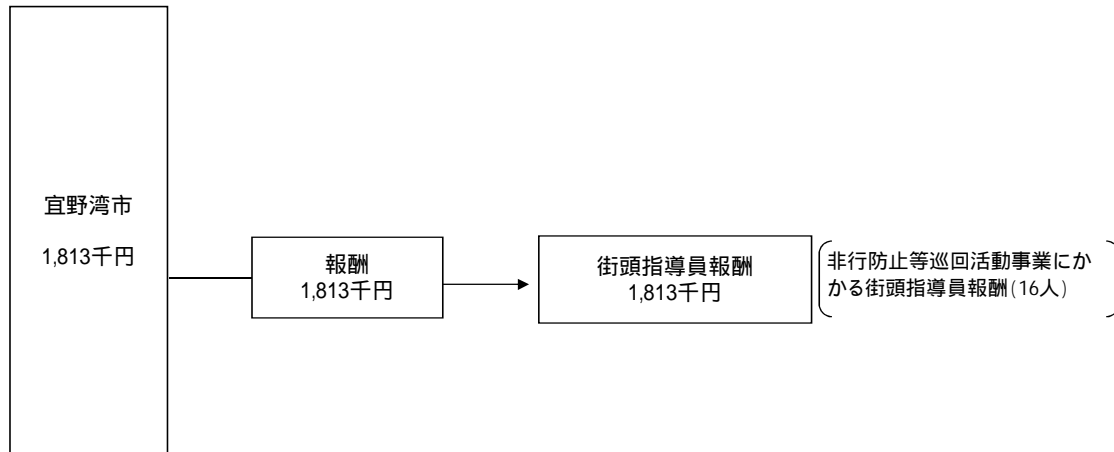 宜野湾市
1,813千円
報酬
1,813千円
街頭指導員報酬
1,813千円
非行防止等巡回活動事業にか
かる街頭指導員報酬(16人)